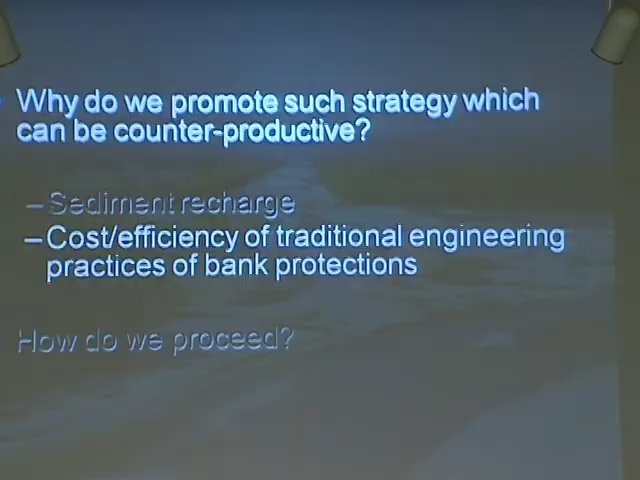 Why do we promote such strategy which
can be counter-productive?
– Sediment recharge
– Cost/efficiency of traditional engineering
practices of bank protections
How do we proceed?